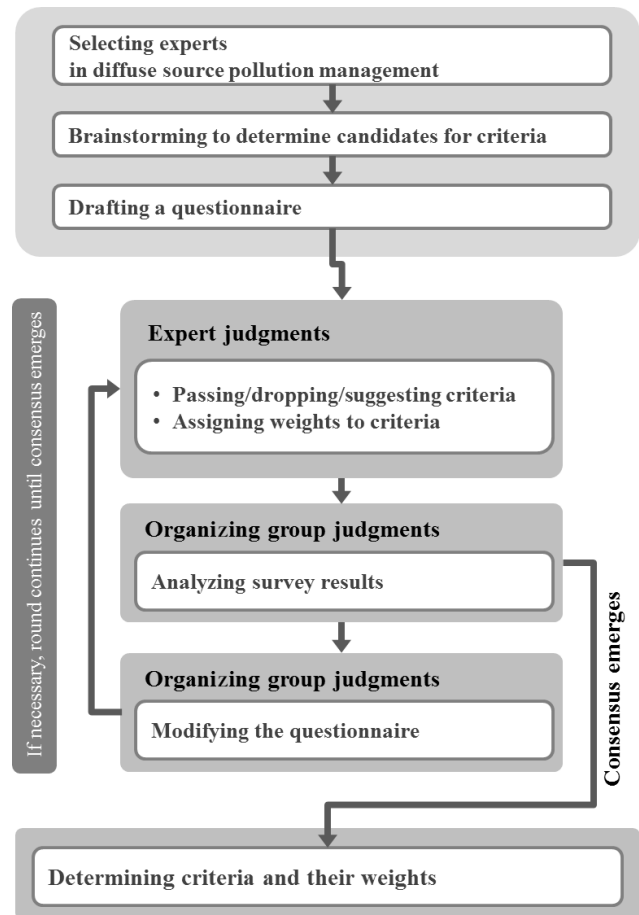 Selecting experts
in diffuse source pollution management
Brainstorming to determine candidates for criteria
Drafting a questionnaire
If necessary, round continues until consensus emerges
Expert judgments
• Passing/dropping/suggesting criteria
• Assigning weights to criteria
Organizing group judgments
Analyzing survey results
Organizing group judgments
Modifying the questionnaire
Consensus emerges
Determining criteria and their weights